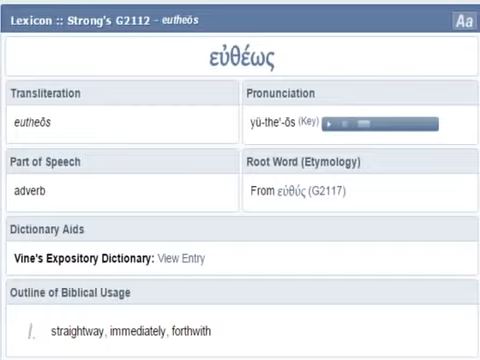 Lexicon :: Strong's G2112 - eutheōs
Aa
εὐθέως
Transliteration
Pronunciation
eutheōs
yü-the'-ōs (Key)
Part of Speech
Root Word (Etymology)
adverb
From εὐθύς (G2117)
Dictionary Aids
Vine's Expository Dictionary: View Entry
Outline of Biblical Usage
I. straightway, immediately, forthwith